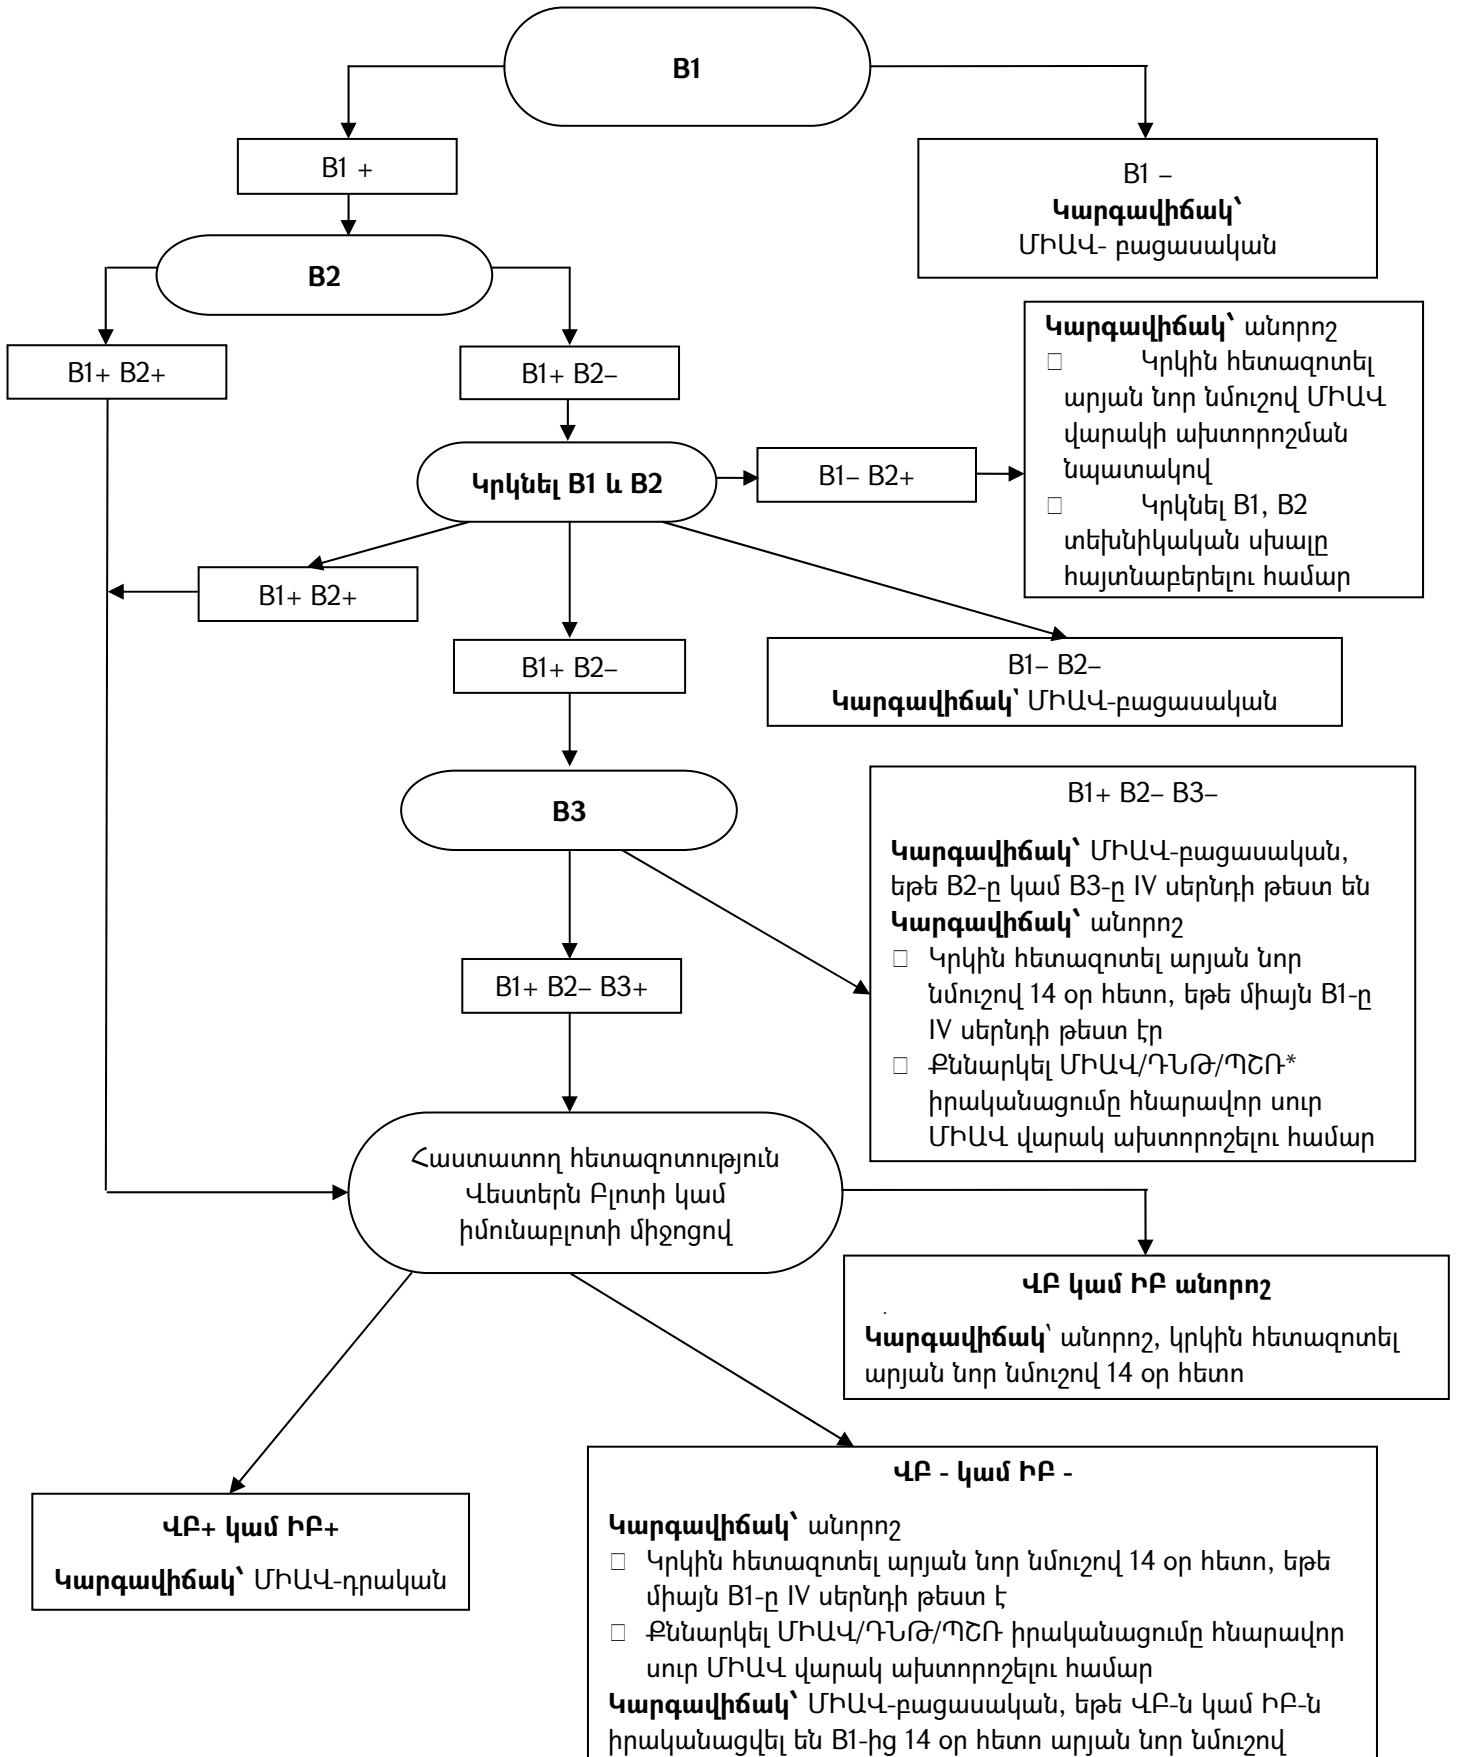 B1
B1 +
B1 –
Կարգավիճակ՝
ՄԻԱՎ- բացասական
B2
B1+ B2+
B1+ B2–
Կարգավիճակ՝ անորոշ
□ Կրկին հետազոտել
արյան նոր նմուշով ՄԻԱՎ
վարակի ախտորոշման
նպատակով
□ Կրկնել B1, B2
տեխնիկական սխալը
հայտնաբերելու համար
Կրկնել B1 և B2
B1– B2+
B1+ B2+
B1+ B2–
B1– B2–
Կարգավիճակ՝ ՄԻԱՎ-բացասական
B3
B1+ B2– B3–
Կարգավիճակ՝ ՄԻԱՎ-բացասական,
եթե B2-ը կամ B3-ը IV սերնդի թեստ են
Կարգավիճակ՝ անորոշ
□ Կրկին հետազոտել արյան նոր
նմուշով 14 օր հետո, եթե միայն B1-ը
IV սերնդի թեստ էր
□ Քննարկել ՄԻԱՎ/ԴՆԹ/ՊՇՌ*
իրականացումը հնարավոր սուր
ՄԻԱՎ վարակ ախտորոշելու համար
B1+ B2– B3+
Հաստատող հետազոտություն
Վեստերն Բլոտի կամ
իմունաբլոտի միջոցով
ՎԲ կամ ԻԲ անորոշ
Կարգավիճակ՝ անորոշ, կրկին հետազոտել
արյան նոր նմուշով 14 օր հետո
ՎԲ+ կամ ԻԲ+
Կարգավիճակ՝ ՄԻԱՎ-դրական
ՎԲ - կամ ԻԲ -
Կարգավիճակ՝ անորոշ
□ Կրկին հետազոտել արյան նոր նմուշով 14 օր հետո, եթե
միայն B1-ը IV սերնդի թեստ է
□ Քննարկել ՄԻԱՎ/ԴՆԹ/ՊՇՌ իրականացումը հնարավոր
սուր ՄԻԱՎ վարակ ախտորոշելու համար
Կարգավիճակ՝ ՄԻԱՎ-բացասական, եթե ՎԲ-ն կամ ԻԲ-ն
իրականացվել են B1-ից 14 օր հետո արյան նոր նմուշով